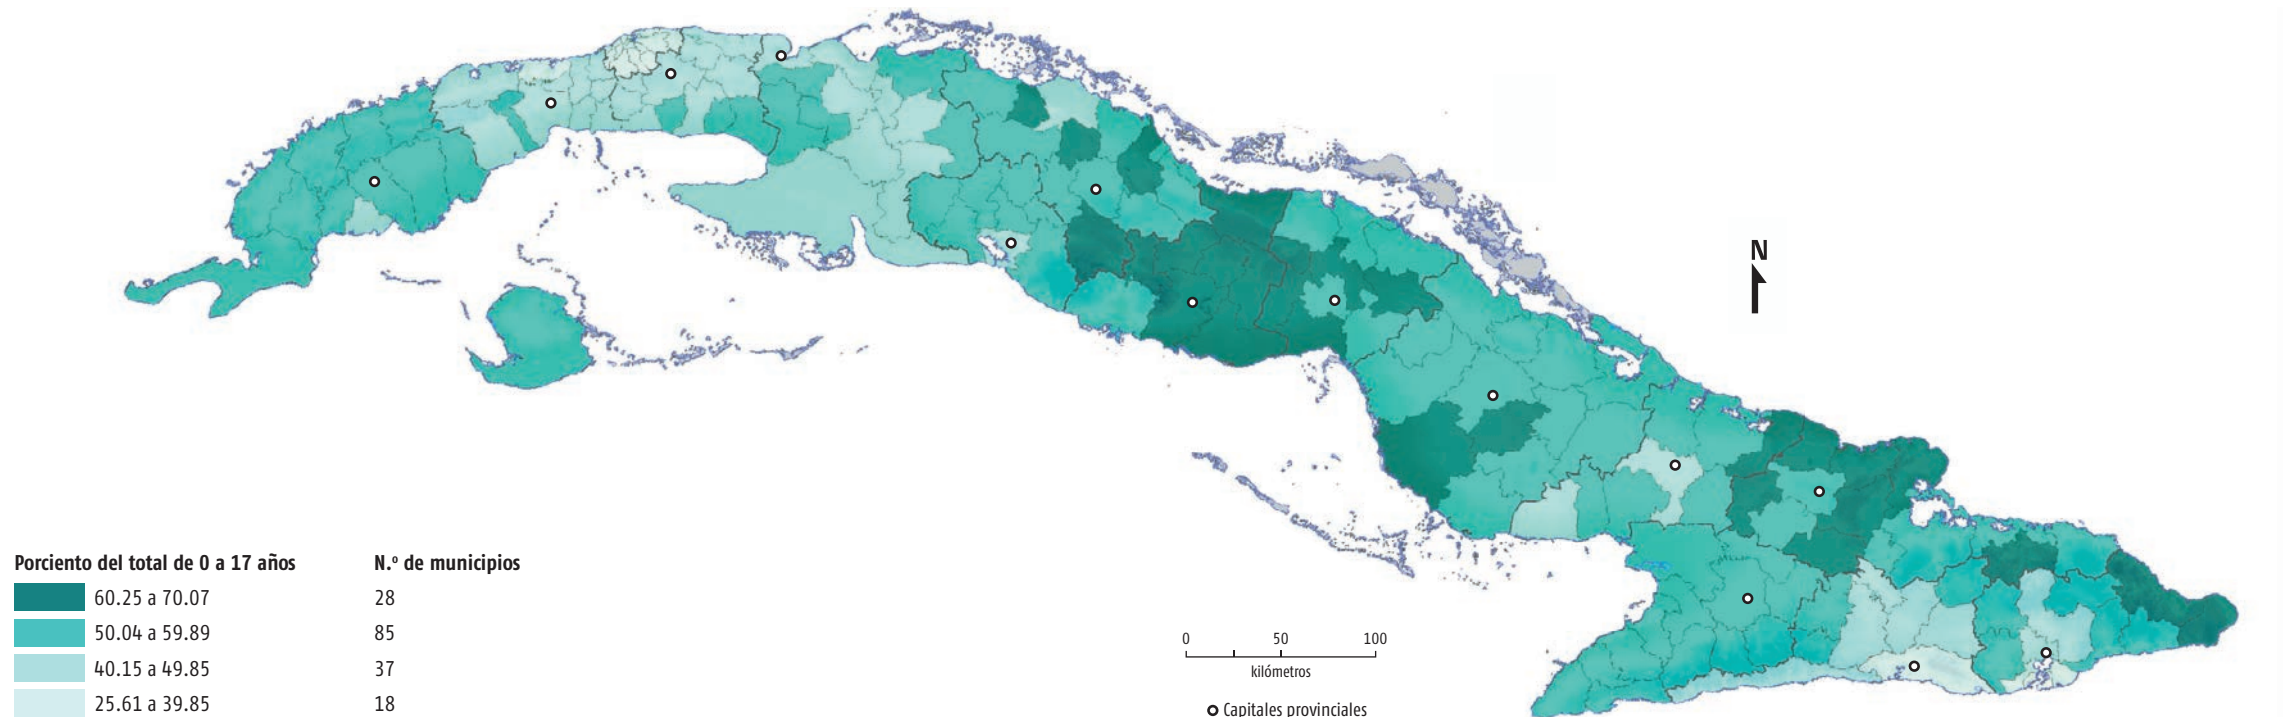 N
Porciento del total de 0 a 17 años N.º de municipios
60.25 a 70.07 28
50.04 a 59.89 85
40.15 a 49.85 37
25.61 a 39.85 18
0 50 100
kilómetros
Capitales provinciales